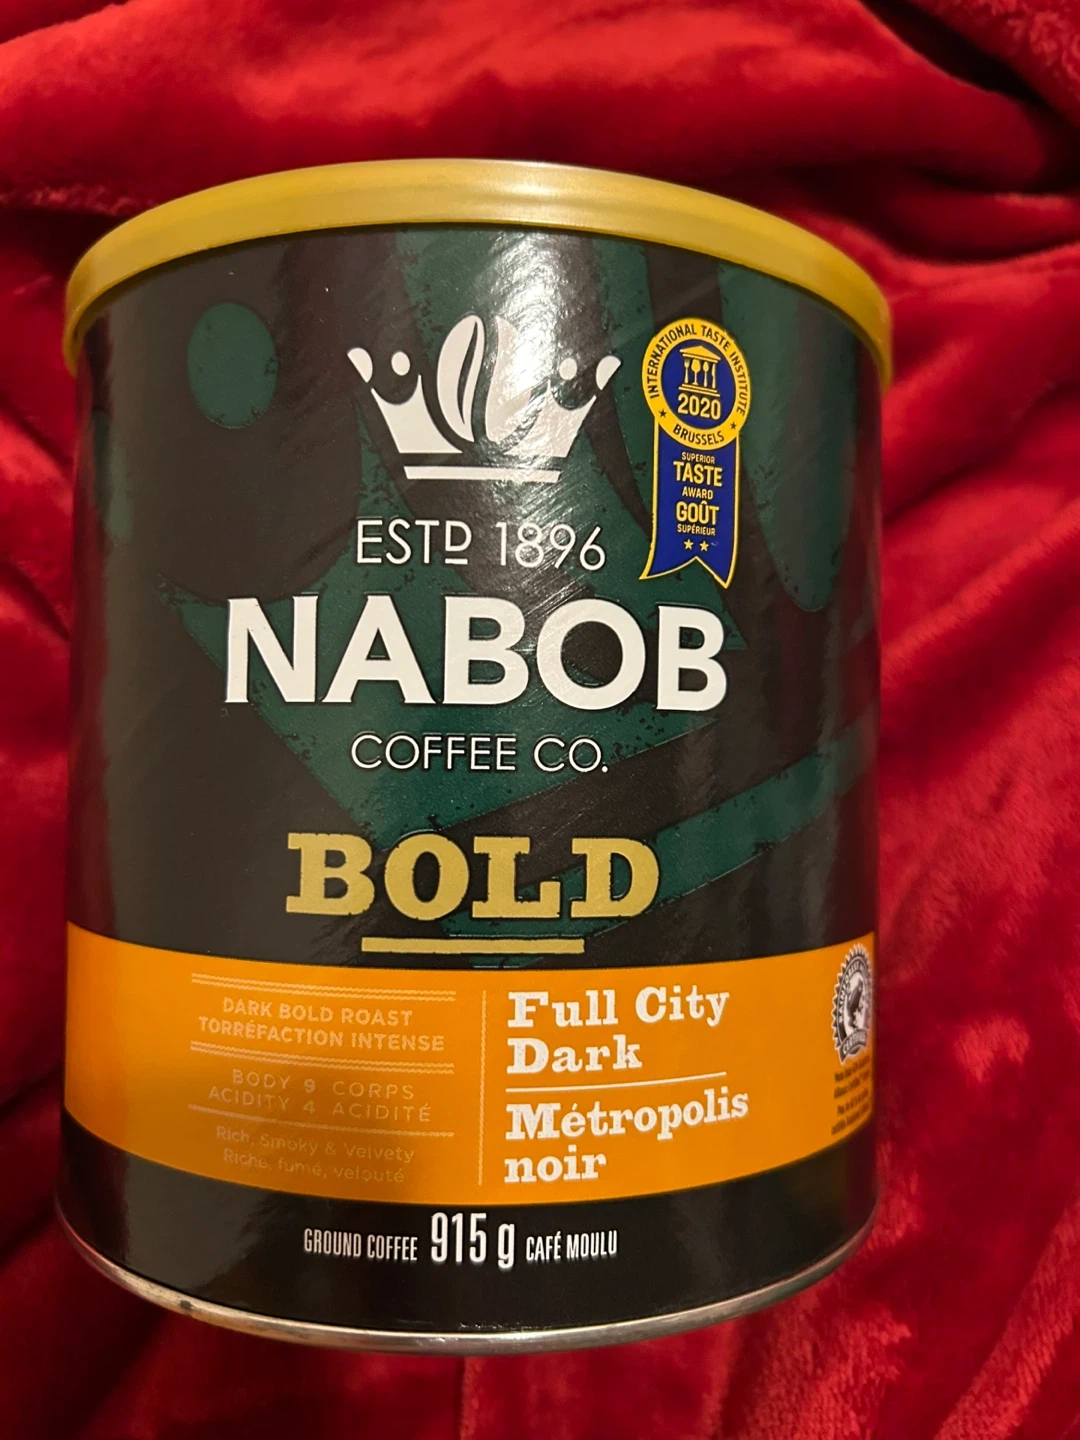 INTERNATIONAL TASTE INSTITUTE
2020
BRUSSELS
SUPERIOR
TASTE
AWARD
GOÛT
SUPÉRIEUR
ESTD 1896
NABOB
COFFEE CO.
BOLD
DARK BOLD ROAST
TORRÉFACTION INTENSE
BODY 9 CORPS
ACIDITY 4 ACIDITÉ
Rich, Smoky & Velvety
Riche, fumé, velouté
Full City
Dark
Métropolis
noir
GROUND COFFEE 915 g CAFÉ MOULU